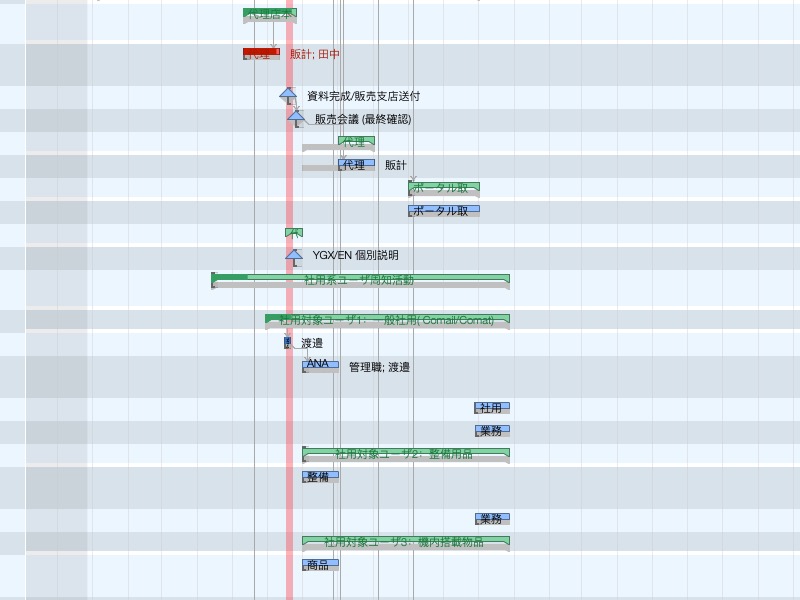 代理店本
代理
販計; 田中
資料完成/販売支店送付
販売会議 (最終確認)
代理
代理 販計
ポータル取
ポータル取
YGX/EN 個別説明
社用系ユーザ周知活動
社用対象ユーザ1: 一般社用( Comail/Comat)
渡邉
ANA 管理職; 渡邉
社用
業務
社用対象ユーザ2: 整備用品
整備
業務
社用対象ユーザ3: 機内搭載物品
商品